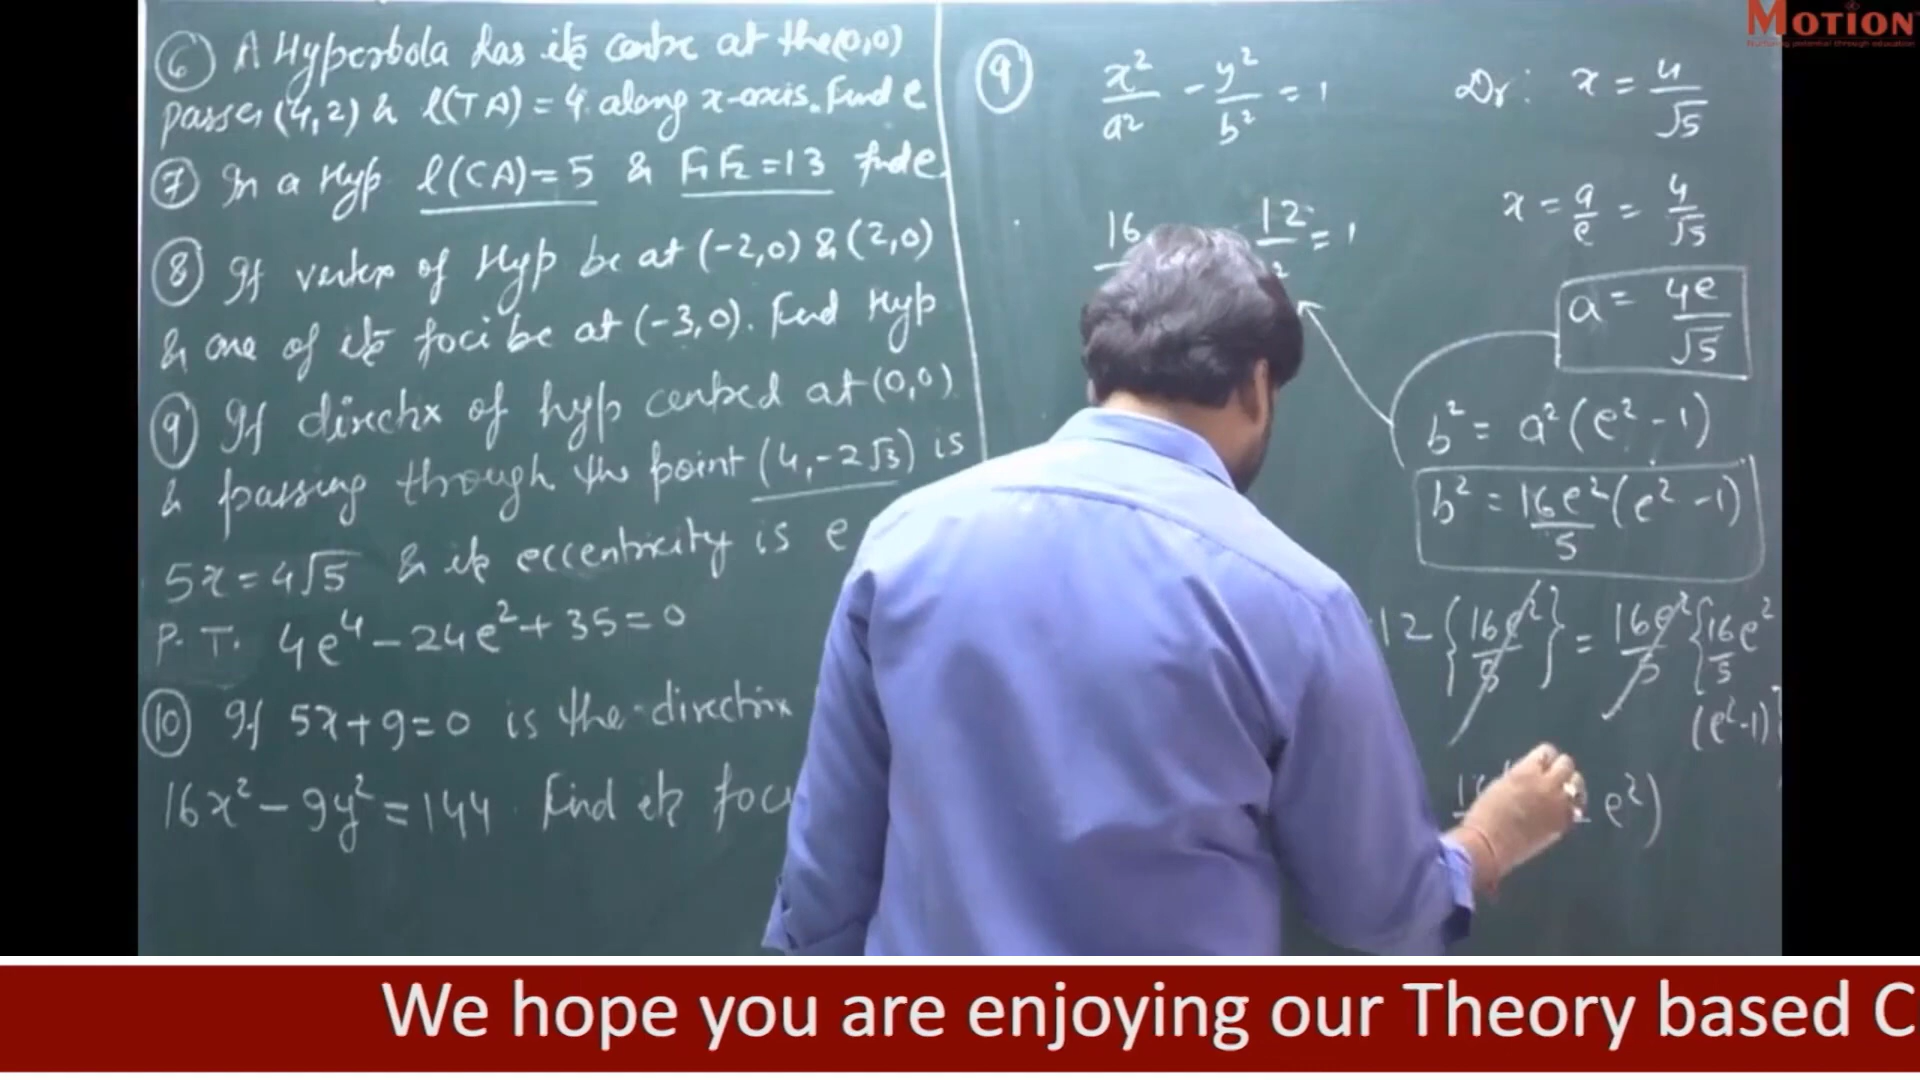 ⑥ A Hyperbola has its centre at the (0,0)
passes (4,2) & l(TA) = 4 along x-axis. Find e
⑦ In a Hyp l(CA) = 5 & F₁F₂ = 13 find e
⑧ If vertex of Hyp be at (-2,0) & (2,0)
& one of its foci be at (-3,0). Find Hyp
⑨ If directrix of hyp centred at (0,0)
& passing through the point (4,-2√3) is
5x = 4√5 & its eccentricity is e
P.T. 4e⁴ - 24e² + 35 = 0
⑩ If 5x + 9 = 0 is the directrix
16x² - 9y² = 144. Find its
⑨ x²/a² - y²/b² = 1
16 12/ = 1
Dr: x = 4/√5
x = a/e = 4/√5
a = 4e/√5
b² = a²(e² - 1)
b² = 16e²/5 (e² - 1)
12 {16e²/5} = 16e²/5 {16e²/5
(e²-1)
e²)
MOTION
Nurturing potential through education
We hope you are enjoying our Theory based C